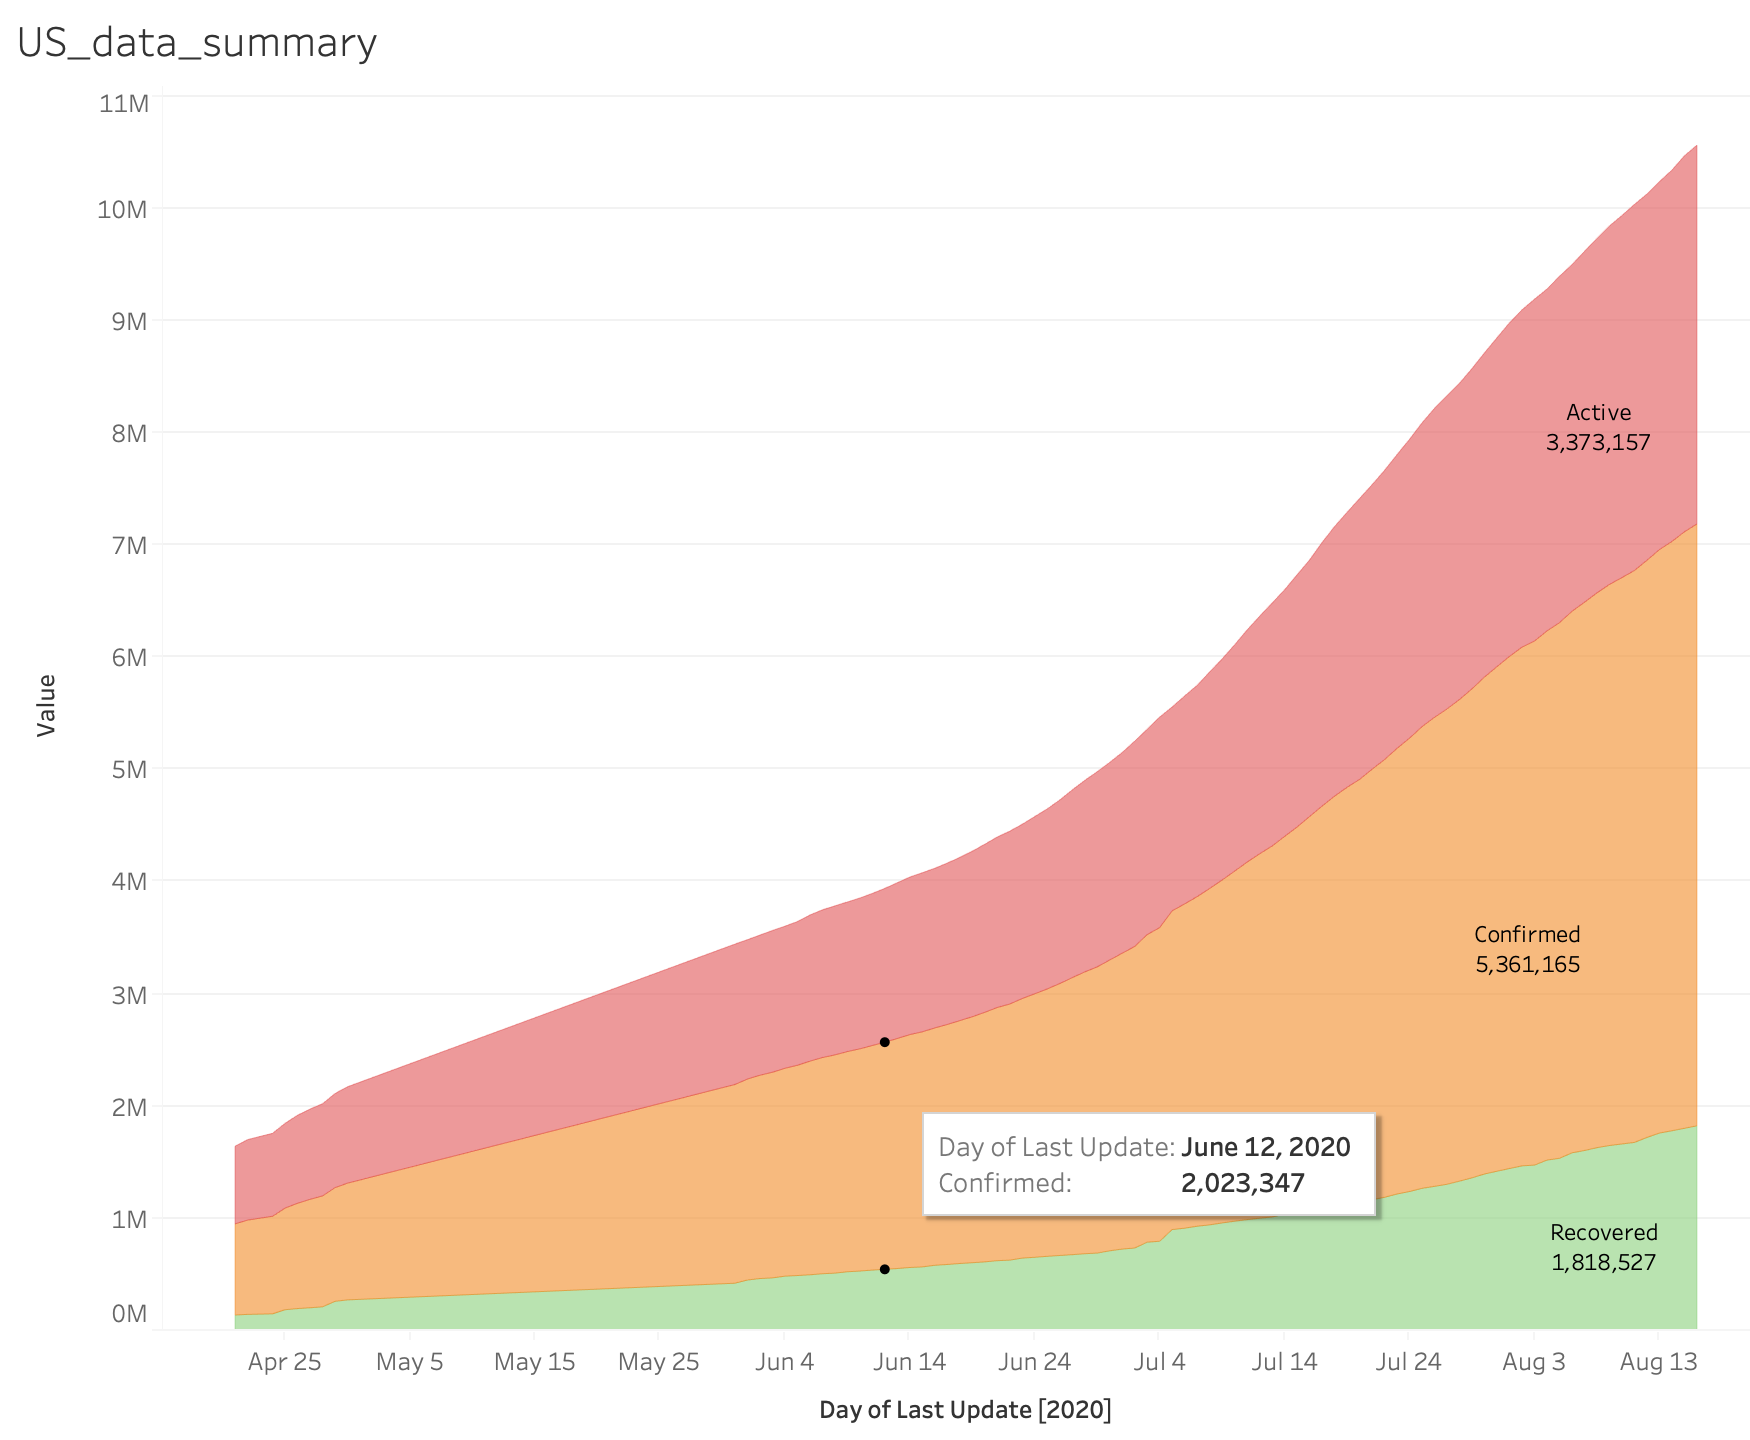 US_data_summary
11M
10M
9M
8M
7M
6M
5M
4M
3M
2M
1M
0M
Value
Active
3,373,157
Confirmed
5,361,165
Day of Last Update: June 12, 2020
Confirmed: 2,023,347
Recovered
1,818,527
Apr 25 May 5 May 15 May 25 Jun 4 Jun 14 Jun 24 Jul 4 Jul 14 Jul 24 Aug 3 Aug 13
Day of Last Update [2020]